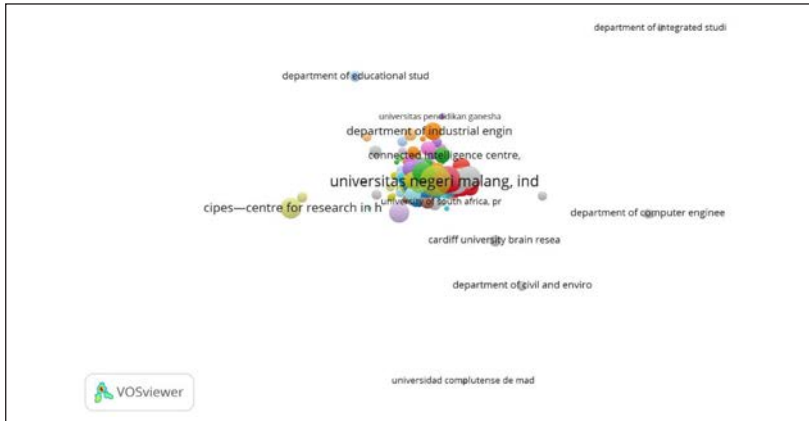 department of integrated studi
department of educational stud
universitas pendidikan ganesha
department of industrial engin
connected intelligence centre,
universitas negeri malang, ind
university of south africa, pr
cipes—centre for research in h
department of computer enginee
cardiff university brain resea
department of civil and enviro
universidad complutense de mad
VOSviewer